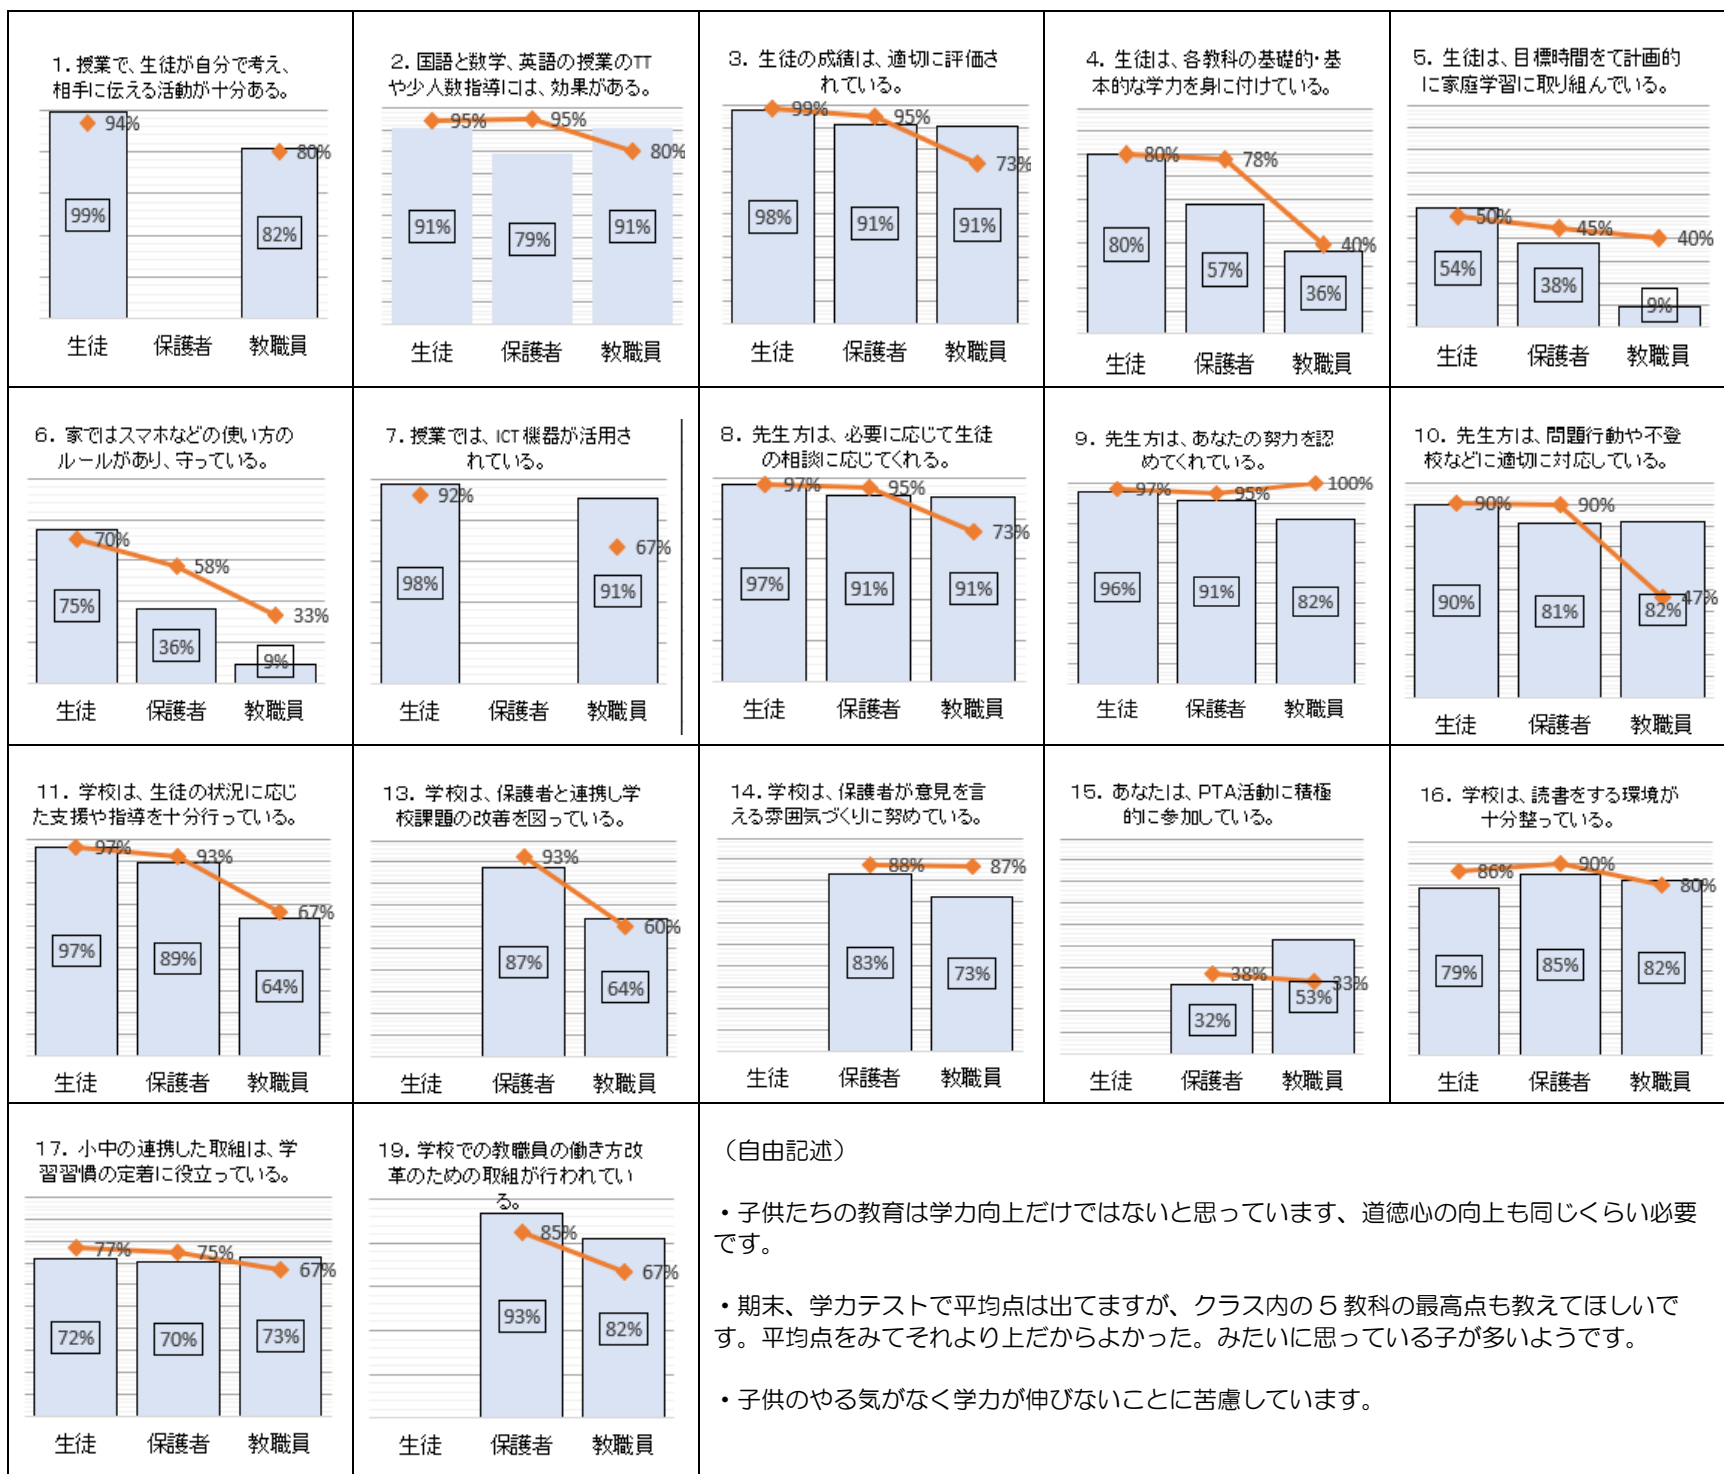 1. 授業で、生徒が自分で考え、
相手に伝える活動が十分ある。
94%
80%
99%
82%
生徒 保護者 教職員
2. 国語と数学、英語の授業のTT
や少人数指導には、効果がある。
95%
95%
80%
91%
79%
91%
生徒 保護者 教職員
3. 生徒の成績は、適切に評価さ
れている。
99%
95%
73%
98%
91%
91%
生徒 保護者 教職員
4. 生徒は、各教科の基礎的・基
本的な学力を身に付けている。
80%
78%
40%
80%
57%
36%
生徒 保護者 教職員
5. 生徒は、目標時間をて計画的
に家庭学習に取り組んでいる。
50%
45%
40%
54%
38%
9%
生徒 保護者 教職員
6. 家ではスマホなどの使い方の
ルールがあり、守っている。
70%
58%
33%
75%
36%
9%
生徒 保護者 教職員
7. 授業では、ICT機器が活用さ
れている。
92%
67%
98%
91%
生徒 保護者 教職員
8. 先生方は、必要に応じて生徒
の相談に応じてくれる。
97%
95%
73%
97%
91%
91%
生徒 保護者 教職員
9. 先生方は、あなたの努力を認
めてくれている。
97%
95%
100%
96%
91%
82%
生徒 保護者 教職員
10. 先生方は、問題行動や不登
校などに適切に対応している。
90%
90%
47%
90%
81%
82%
生徒 保護者 教職員
11. 学校は、生徒の状況に応じ
た支援や指導を十分行っている。
97%
93%
67%
97%
89%
64%
生徒 保護者 教職員
13. 学校は、保護者と連携し学
校課題の改善を図っている。
93%
60%
87%
64%
生徒 保護者 教職員
14. 学校は、保護者が意見を言
える雰囲気づくりに努めている。
88%
87%
83%
73%
生徒 保護者 教職員
15. あなたは、PTA活動に積極
的に参加している。
38%
33%
32%
53%
生徒 保護者 教職員
16. 学校は、読書をする環境が
十分整っている。
86%
90%
80%
79%
85%
82%
生徒 保護者 教職員
17. 小中の連携した取組は、学
習習慣の定着に役立っている。
77%
75%
67%
72%
70%
73%
生徒 保護者 教職員
19. 学校での教職員の働き方改
革のための取組が行われてい
る。
85%
67%
93%
82%
生徒 保護者 教職員
（自由記述）
・子供たちの教育は学力向上だけではないと思っています、道徳心の向上も同じくらい必要
です。
・期末、学力テストで平均点は出てますが、クラス内の5教科の最高点も教えてほしいで
す。平均点をみてそれより上だからよかった。みたいに思っている子が多いようです。
・子供のやる気がなく学力が伸びないことに苦慮しています。